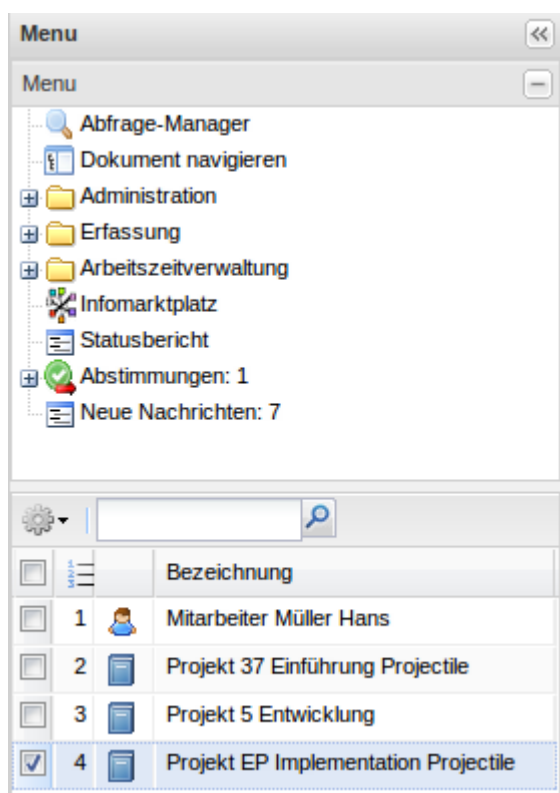 Menu
Menu
Abfrage-Manager
Dokument navigieren
Administration
Erfassung
Arbeitszeitverwaltung
Infomarktplatz
Statusbericht
Abstimmungen: 1
Neue Nachrichten: 7
Bezeichnung
1 Mitarbeiter Müller Hans
2 Projekt 37 Einführung Projectile
3 Projekt 5 Entwicklung
4 Projekt EP Implementation Projectile